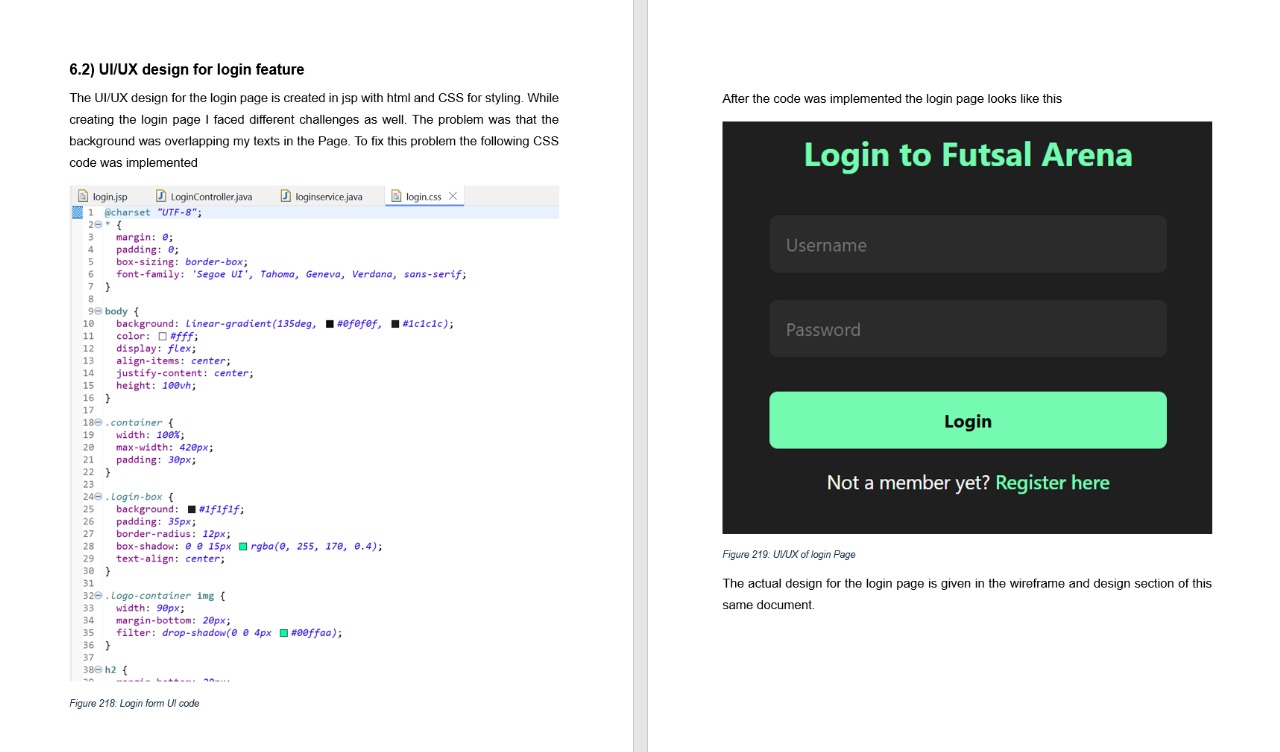 6.2) UI/UX design for login feature
The UI/UX design for the login page is created in jsp with html and CSS for styling. While
creating the login page I faced different challenges as well. The problem was that the
background was overlapping my texts in the Page. To fix this problem the following CSS
code was implemented
login.jsp LoginController.java loginservice.java login.css
1 @charset "UTF-8";
2 * {
3 margin: 0;
4 padding: 0;
5 box-sizing: border-box;
6 font-family: 'Segoe UI', Tahoma, Geneva, Verdana, sans-serif;
7 }
8
9 body {
10 background: linear-gradient(135deg, #0f0f0f, #1c1c1c);
11 color: #fff;
12 display: flex;
13 align-items: center;
14 justify-content: center;
15 height: 100vh;
16 }
17
18 .container {
19 width: 100%;
20 max-width: 420px;
21 padding: 30px;
22 }
23
24 .login-box {
25 background: #1f1f1f;
26 padding: 35px;
27 border-radius: 12px;
28 box-shadow: 0 0 15px rgba(0, 255, 170, 0.4);
29 text-align: center;
30 }
31
32 .logo-container img {
33 width: 90px;
34 margin-bottom: 20px;
35 filter: drop-shadow(0 0 4px #00ffaa);
36 }
37
38 h2 {
Figure 218: Login form UI code
After the code was implemented the login page looks like this
Login to Futsal Arena
Username
Password
Login
Not a member yet? Register here
Figure 219: UI/UX of login Page
The actual design for the login page is given in the wireframe and design section of this
same document.